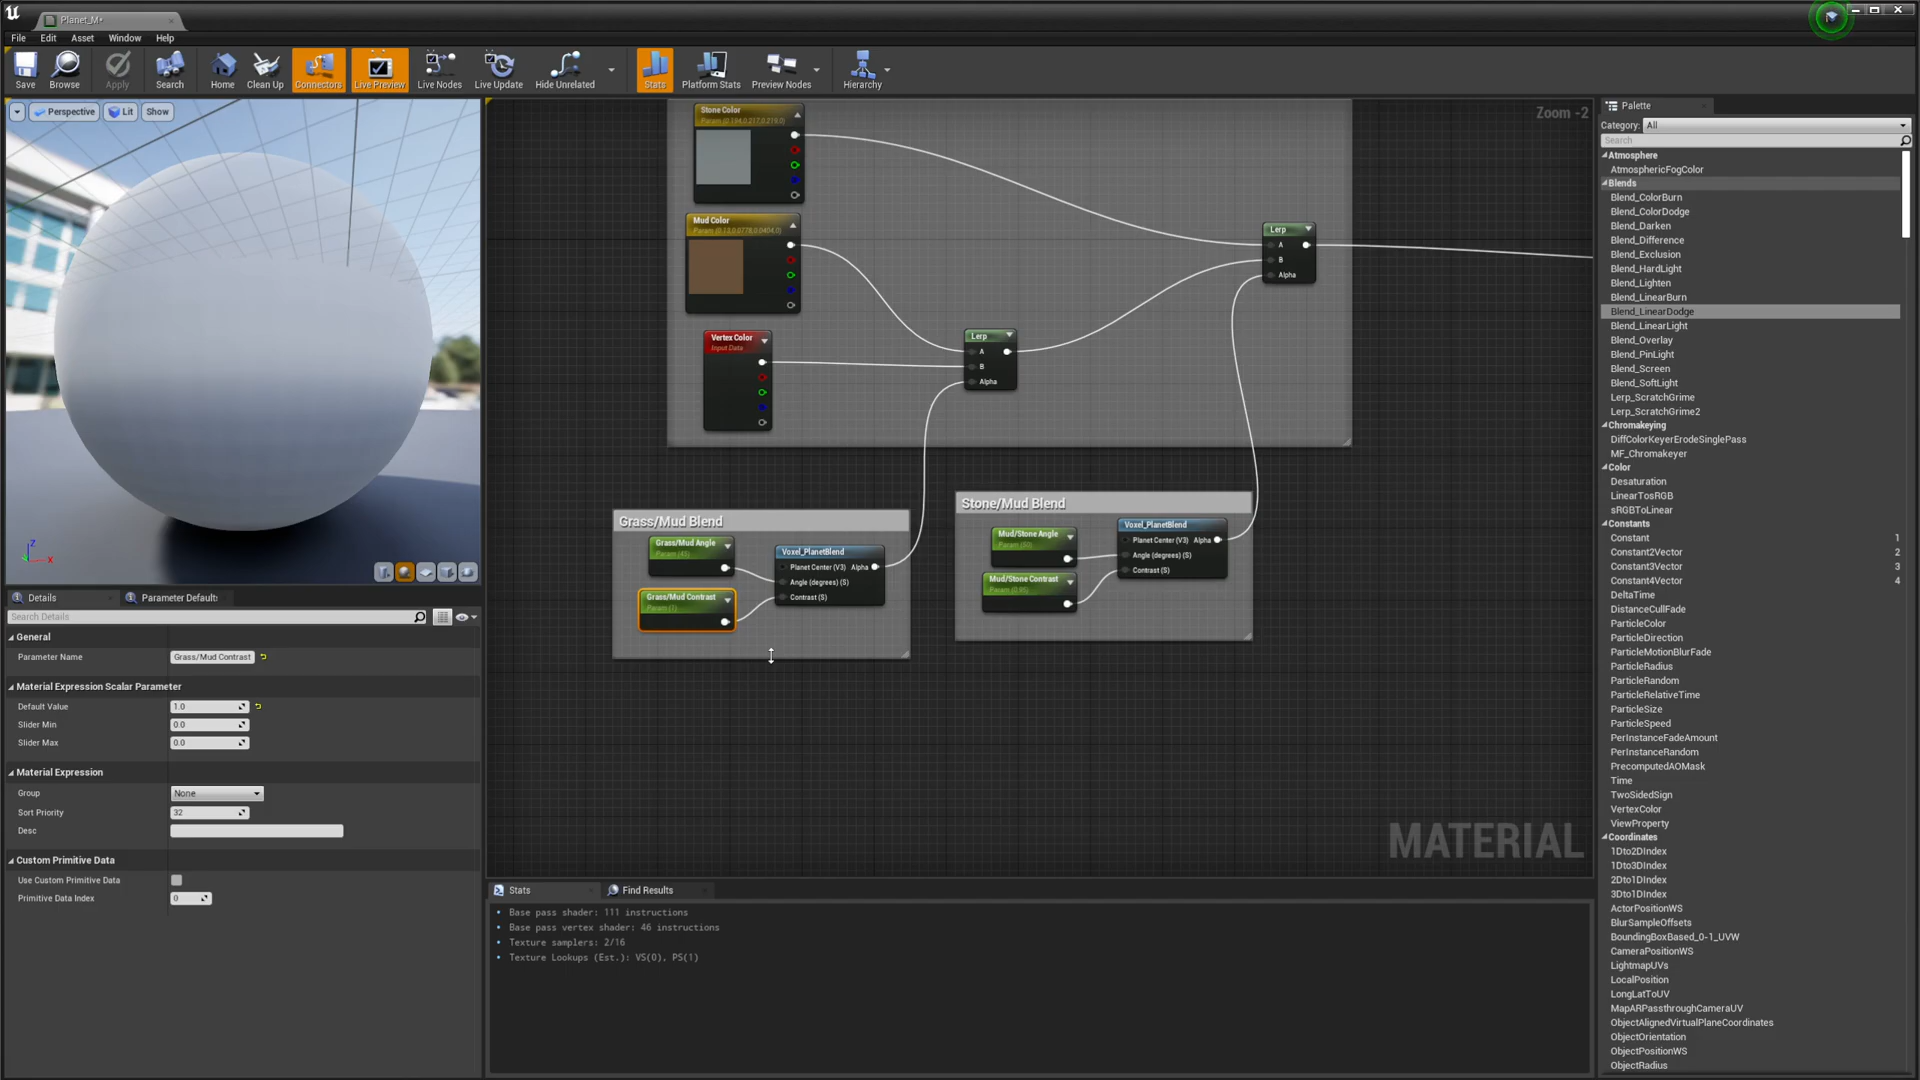 Planet_M*
File Edit Asset Window Help
Save Browse Apply Search Home Clean Up Connectors Live Preview Live Nodes Live Update Hide Unrelated Stats Platform Stats Preview Nodes Hierarchy
Perspective Lit Show
Zoom -2
Stone Color
Mud Color
Vertex Color
Input Data
Lerp
A
B
Alpha
Lerp
A
B
Alpha
Grass/Mud Blend
Grass/Mud Angle
Param (45)
Grass/Mud Contrast
Param (1)
Voxel_PlanetBlend
Planet Center (V3) Alpha
Angle (degrees) (S)
Contrast (S)
Stone/Mud Blend
Mud/Stone Angle
Mud/Stone Contrast
Voxel_PlanetBlend
Planet Center (V3) Alpha
Angle (degrees) (S)
Contrast (S)
MATERIAL
Z
X
Details Parameter Default
Search Details
General
Parameter Name Grass/Mud Contrast
Material Expression Scalar Parameter
Default Value 1.0
Slider Min 0.0
Slider Max 0.0
Material Expression
Group None
Sort Priority 32
Desc
Custom Primitive Data
Use Custom Primitive Data
Primitive Data Index 0
Stats Find Results
Base pass shader: 111 instructions
Base pass vertex shader: 46 instructions
Texture samplers: 2/16
Texture Lookups (Est.): VS(0), PS(1)
Palette
Category: All
Search
Atmosphere
AtmosphericFogColor
Blends
Blend_ColorBurn
Blend_ColorDodge
Blend_Darken
Blend_Difference
Blend_Exclusion
Blend_HardLight
Blend_Lighten
Blend_LinearBurn
Blend_LinearDodge
Blend_LinearLight
Blend_Overlay
Blend_PinLight
Blend_Screen
Blend_SoftLight
Lerp_ScratchGrime
Lerp_ScratchGrime2
Chromakeying
DiffColorKeyerErodeSinglePass
MF_Chromakeyer
Color
Desaturation
LinearTosRGB
sRGBToLinear
Constants
Constant 1
Constant2Vector 2
Constant3Vector 3
Constant4Vector 4
DeltaTime
DistanceCullFade
ParticleColor
ParticleDirection
ParticleMotionBlurFade
ParticleRadius
ParticleRandom
ParticleRelativeTime
ParticleSize
ParticleSpeed
PerInstanceFadeAmount
PerInstanceRandom
PrecomputedAOMask
Time
TwoSidedSign
VertexColor
ViewProperty
Coordinates
1Dto2DIndex
1Dto3DIndex
2Dto1DIndex
3Dto1DIndex
ActorPositionWS
BlurSampleOffsets
BoundingBoxBased_0-1_UVW
CameraPositionWS
LightmapUVs
LocalPosition
LongLatToUV
MapARPassthroughCameraUV
ObjectAlignedVirtualPlaneCoordinates
ObjectOrientation
ObjectPositionWS
ObjectRadius